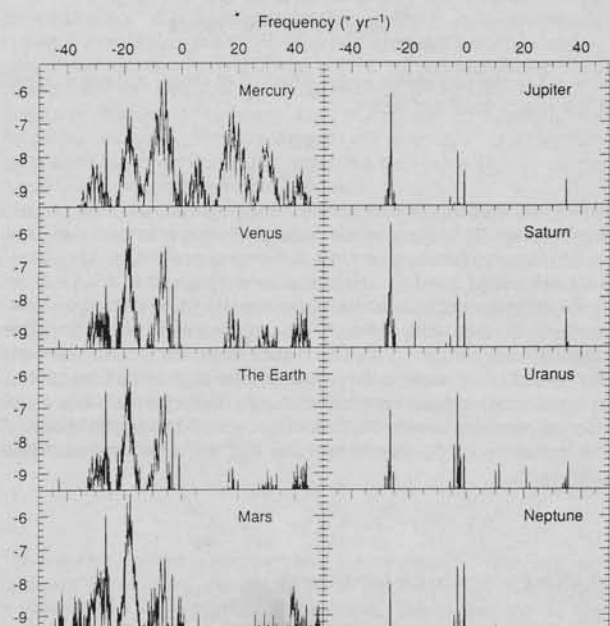 Frequency (" yr⁻¹)
-40 -20 0 20 40 -40 -20 0 20 40
-6 Mercury Jupiter
-7
-8
-9
-6 Venus Saturn
-7
-8
-9
-6 The Earth Uranus
-7
-8
-9
-6 Mars Neptune
-7
-8
-9